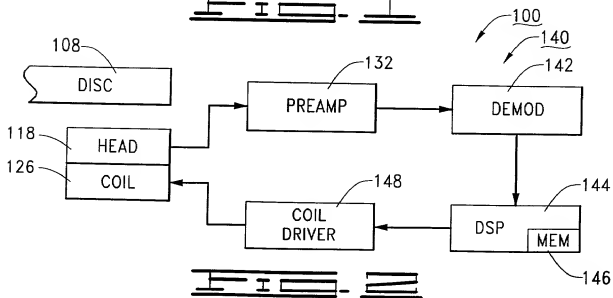 100
108
140
132
142
DISC
PREAMP
DEMOD
118
HEAD
126
COIL
148
144
COIL
DRIVER
DSP
MEM
146